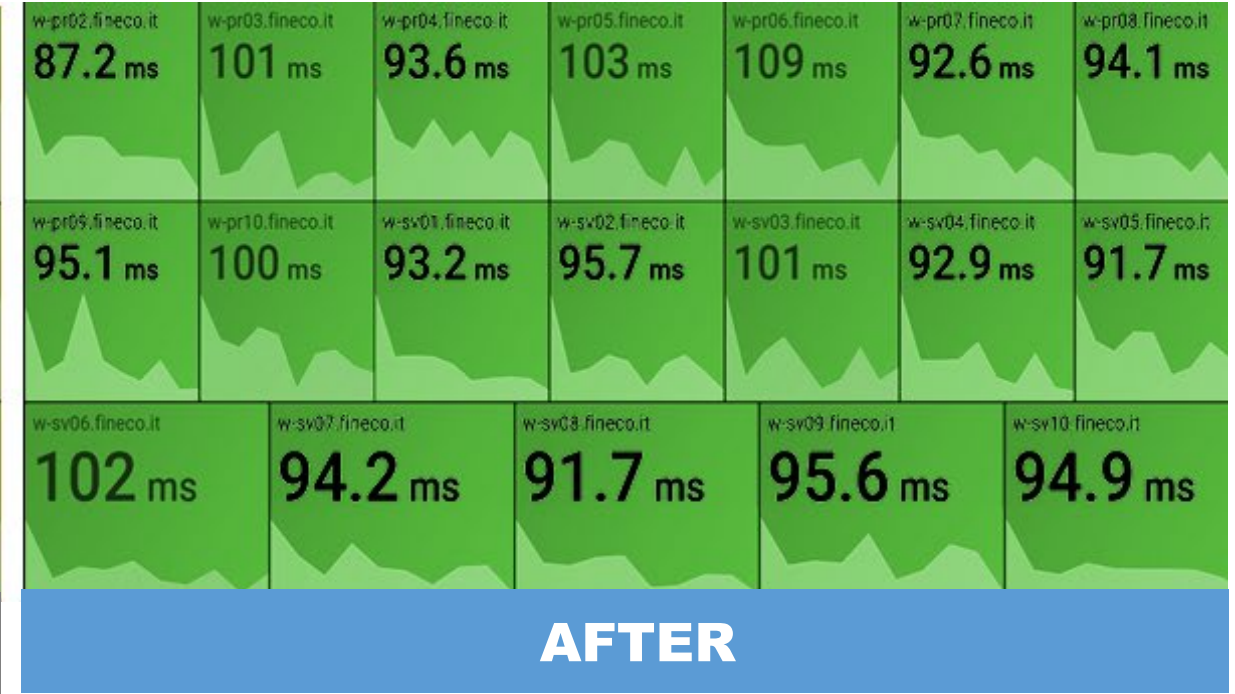 w-pr02.fineco.it w-pr03.fineco.it w-pr04.fineco.it w-pr05.fineco.it w-pr06.fineco.it w-pr07.fineco.it w-pr08.fineco.it
87.2 ms 101 ms 93.6 ms 103 ms 109 ms 92.6 ms 94.1 ms
w-pr09.fineco.it w-pr10.fineco.it w-sv01.fineco.it w-sv02.fineco.it w-sv03.fineco.it w-sv04.fineco.it w-sv05.fineco.it
95.1 ms 100 ms 93.2 ms 95.7 ms 101 ms 92.9 ms 91.7 ms
w-sv06.fineco.it w-sv07.fineco.it w-sv08.fineco.it w-sv09.fineco.it w-sv10.fineco.it
102 ms 94.2 ms 91.7 ms 95.6 ms 94.9 ms
AFTER